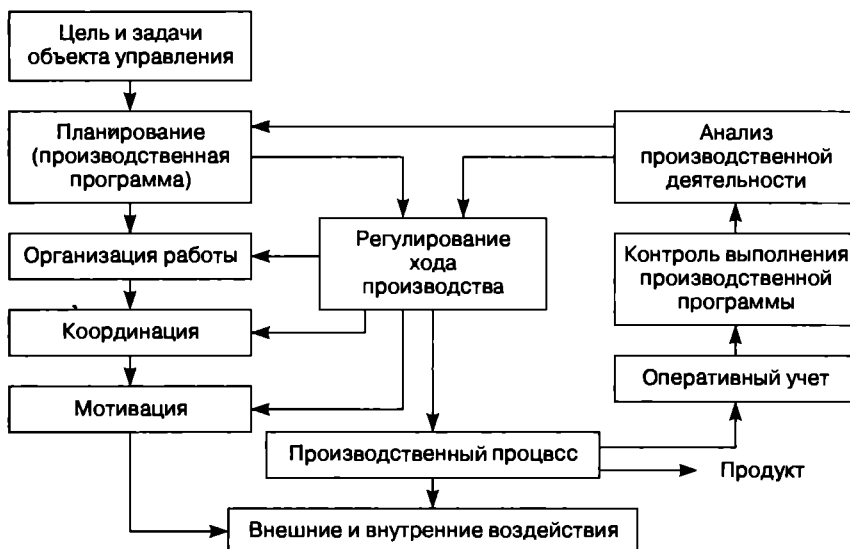 Цель и задачи
объекта управления
Планирование
(производственная
программа)
Анализ
производственной
деятельности
Организация работы
Регулирование
хода
производства
Контроль выполнения
производственной
программы
Координация
Оперативный учет
Мотивация
Производственный процвсс
Продукт
Внешние и внутренние воздействия